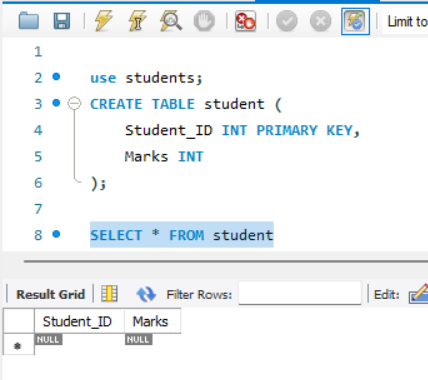 Limit to
1
2 use students;
3 CREATE TABLE student (
4 Student_ID INT PRIMARY KEY,
5 Marks INT
6 );
7
8 SELECT * FROM student
Result Grid Filter Rows: Edit:
Student_ID Marks
* NULL NULL